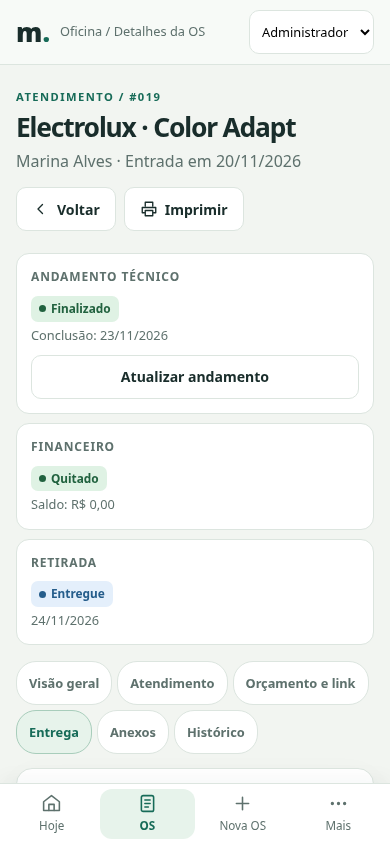 m. Oficina / Detalhes da OS Administrador
ATENDIMENTO / #019
Electrolux · Color Adapt
Marina Alves · Entrada em 20/11/2026
Voltar Imprimir
ANDAMENTO TÉCNICO
Finalizado
Conclusão: 23/11/2026
Atualizar andamento
FINANCEIRO
Quitado
Saldo: R$ 0,00
RETIRADA
Entregue
24/11/2026
Visão geral Atendimento Orçamento e link
Entrega Anexos Histórico
Hoje OS Nova OS Mais